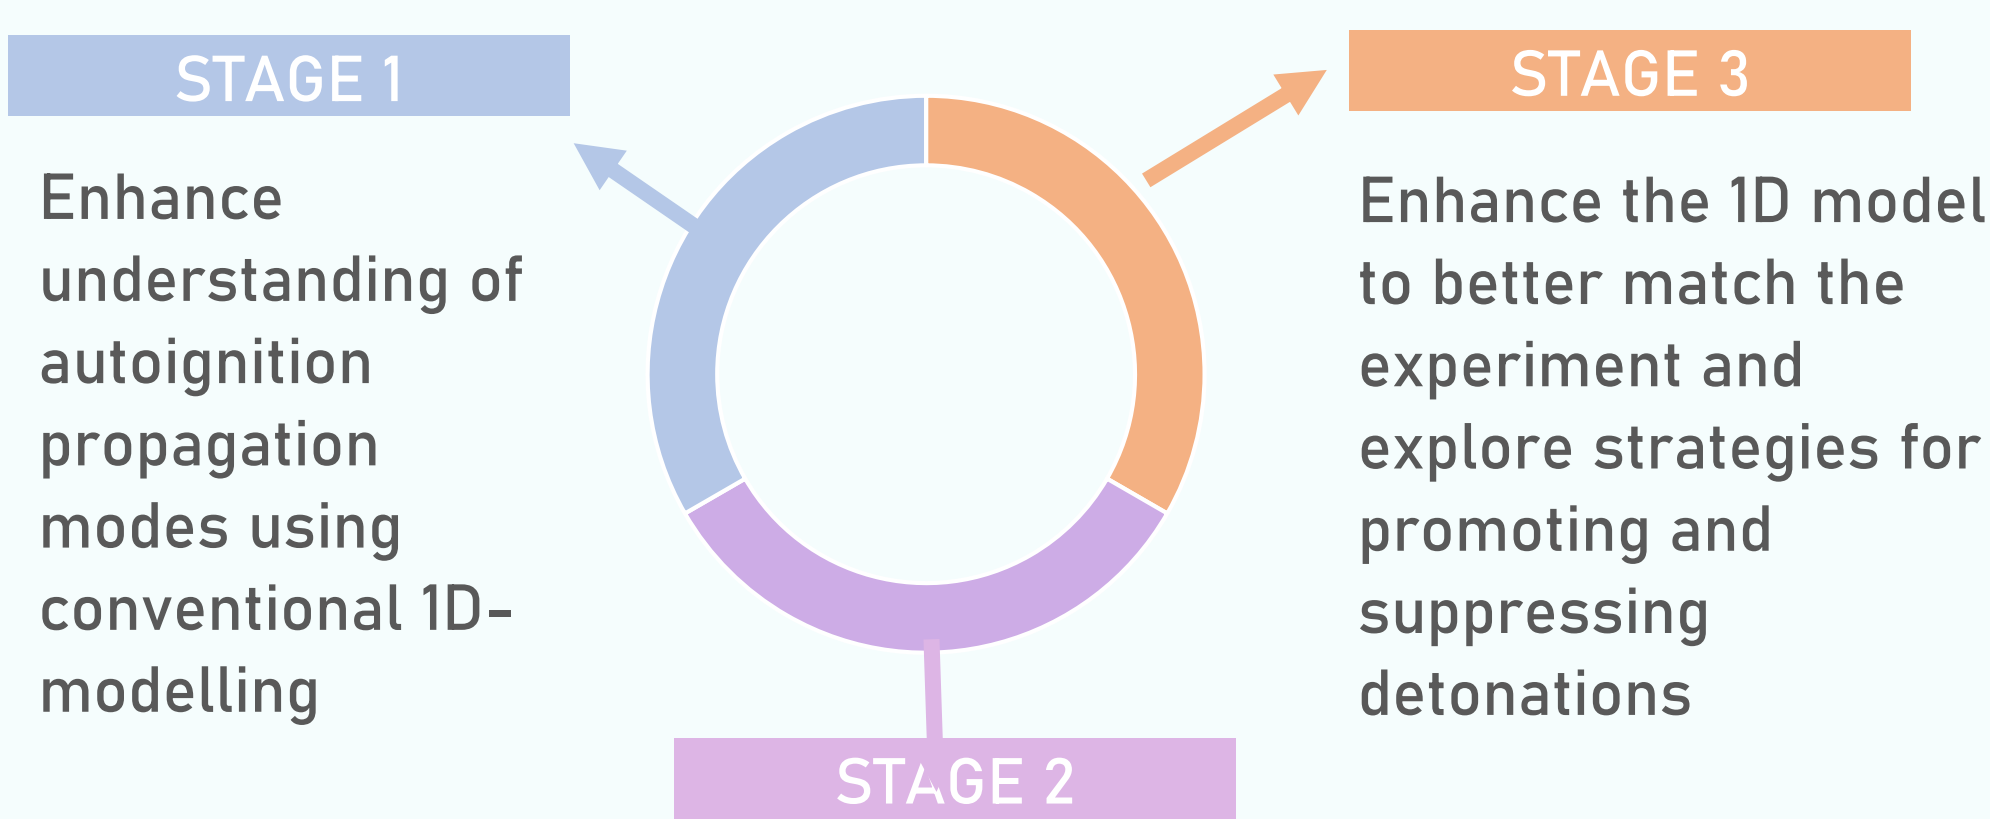 STAGE 1
Enhance
understanding of
autoignition
propagation
modes using
conventional 1D-
modelling
STAGE 2
STAGE 3
Enhance the 1D model
to better match the
experiment and
explore strategies for
promoting and
suppressing
detonations